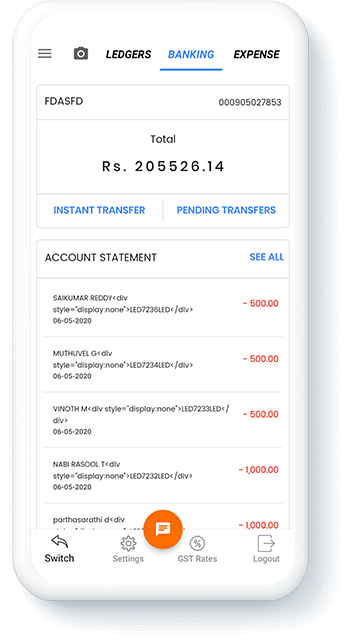 LEDGERS BANKING EXPENSE
FDASFD 000905027853
Total
Rs. 205526.14
INSTANT TRANSFER PENDING TRANSFERS
ACCOUNT STATEMENT SEE ALL
SAIKUMAR REDDY<div
style="display:none">LED7236LED</div> - 500.00
06-05-2020
MUTHUVEL G<div
style="display:none">LED7234LED</div> - 500.00
06-05-2020
VINOTH M<div style="display:none">LED7233LED</
div> - 500.00
06-05-2020
NABI RASOOL T<div
style="display:none">LED7232LED</div> - 1,000.00
06-05-2020
parthasarathi d<div
- 1,000.00
Switch Settings GST Rates Logout